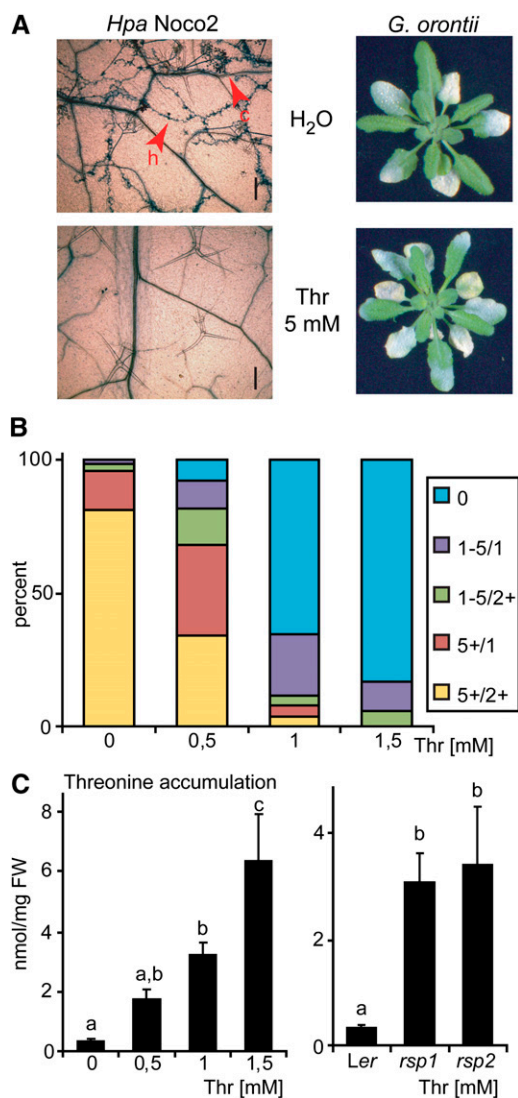 A
Hpa Noco2
G. orontii
c
h
H2O
Thr
5 mM
B
100
50
0
percent
0 0,5 1 1,5 Thr [mM]
0
1-5/1
1-5/2+
5+/1
5+/2+
C
Threonine accumulation
8
6
4
2
0
nmol/mg FW
a
a,b
b
c
0 0,5 1 1,5
Thr [mM]
4
2
0
a
b
b
Ler rsp1 rsp2
Thr [mM]